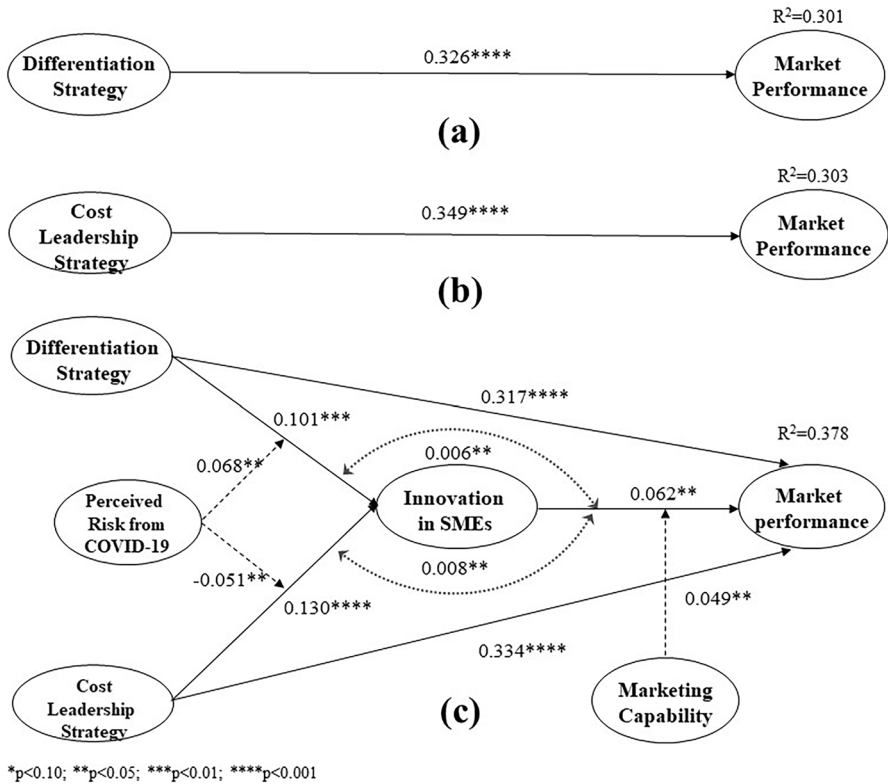 R²=0.301
Differentiation
Strategy
0.326****
Market
Performance
(a)
R²=0.303
Cost
Leadership
Strategy
0.349****
Market
Performance
(b)
Differentiation
Strategy
0.317****
0.101***
R²=0.378
0.068**
0.006**
Perceived
Risk from
COVID-19
Innovation
in SMEs
0.062**
Market
performance
-0.051**
0.008**
0.130****
0.049**
0.334****
Cost
Leadership
Strategy
(c)
Marketing
Capability
*p<0.10; **p<0.05; ***p<0.01; ****p<0.001